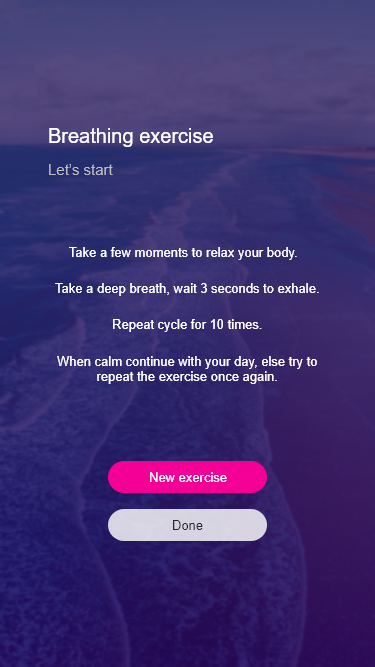 Breathing exercise
Let's start
Take a few moments to relax your body.
Take a deep breath, wait 3 seconds to exhale.
Repeat cycle for 10 times.
When calm continue with your day, else try to
repeat the exercise once again.
New exercise
Done